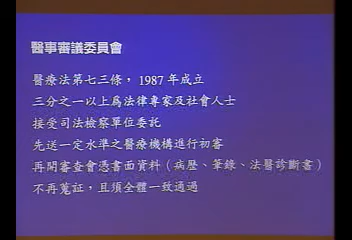 醫事審議委員會
醫療法第七三條，1987年成立
三分之一以上為法律專家及社會人士
接受司法檢察單位委託
先送一定水準之醫療機構進行初審
再開審查會憑書面資料（病歷、筆錄、法醫診斷書）
不再蒐証，且須全體一致通過